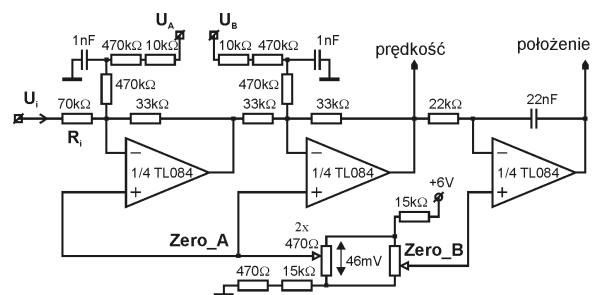 U_A
U_B
1nF
470kΩ
10kΩ
10kΩ
470kΩ
1nF
prędkość
położenie
470kΩ
470kΩ
U_i
70kΩ
33kΩ
33kΩ
33kΩ
22kΩ
22nF
R_i
−
1/4 TL084
+
−
1/4 TL084
+
−
1/4 TL084
+
+6V
15kΩ
2x
Zero_A
470Ω
46mV
Zero_B
470Ω
15kΩ